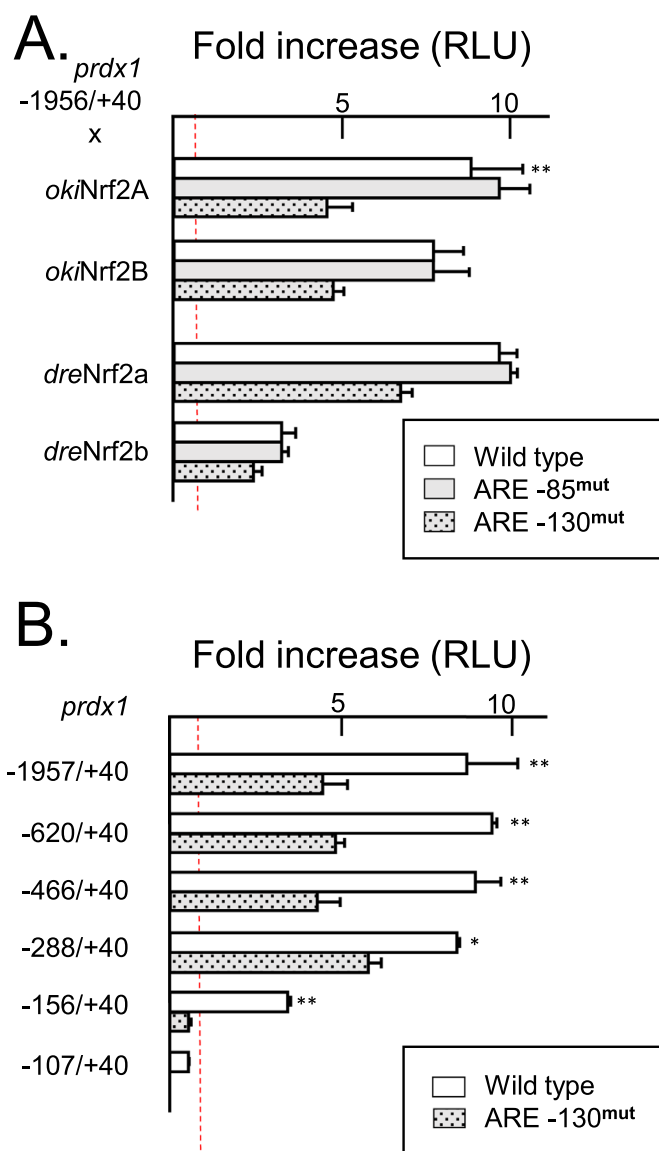 A.
Fold increase (RLU)
prdx1
-1956/+40
x
5
10
okiNrf2A
**
okiNrf2B
dreNrf2a
dreNrf2b
Wild type
ARE -85mut
ARE -130mut
B.
Fold increase (RLU)
prdx1
5
10
-1957/+40
**
-620/+40
**
-466/+40
**
-288/+40
*
-156/+40
**
-107/+40
Wild type
ARE -130mut